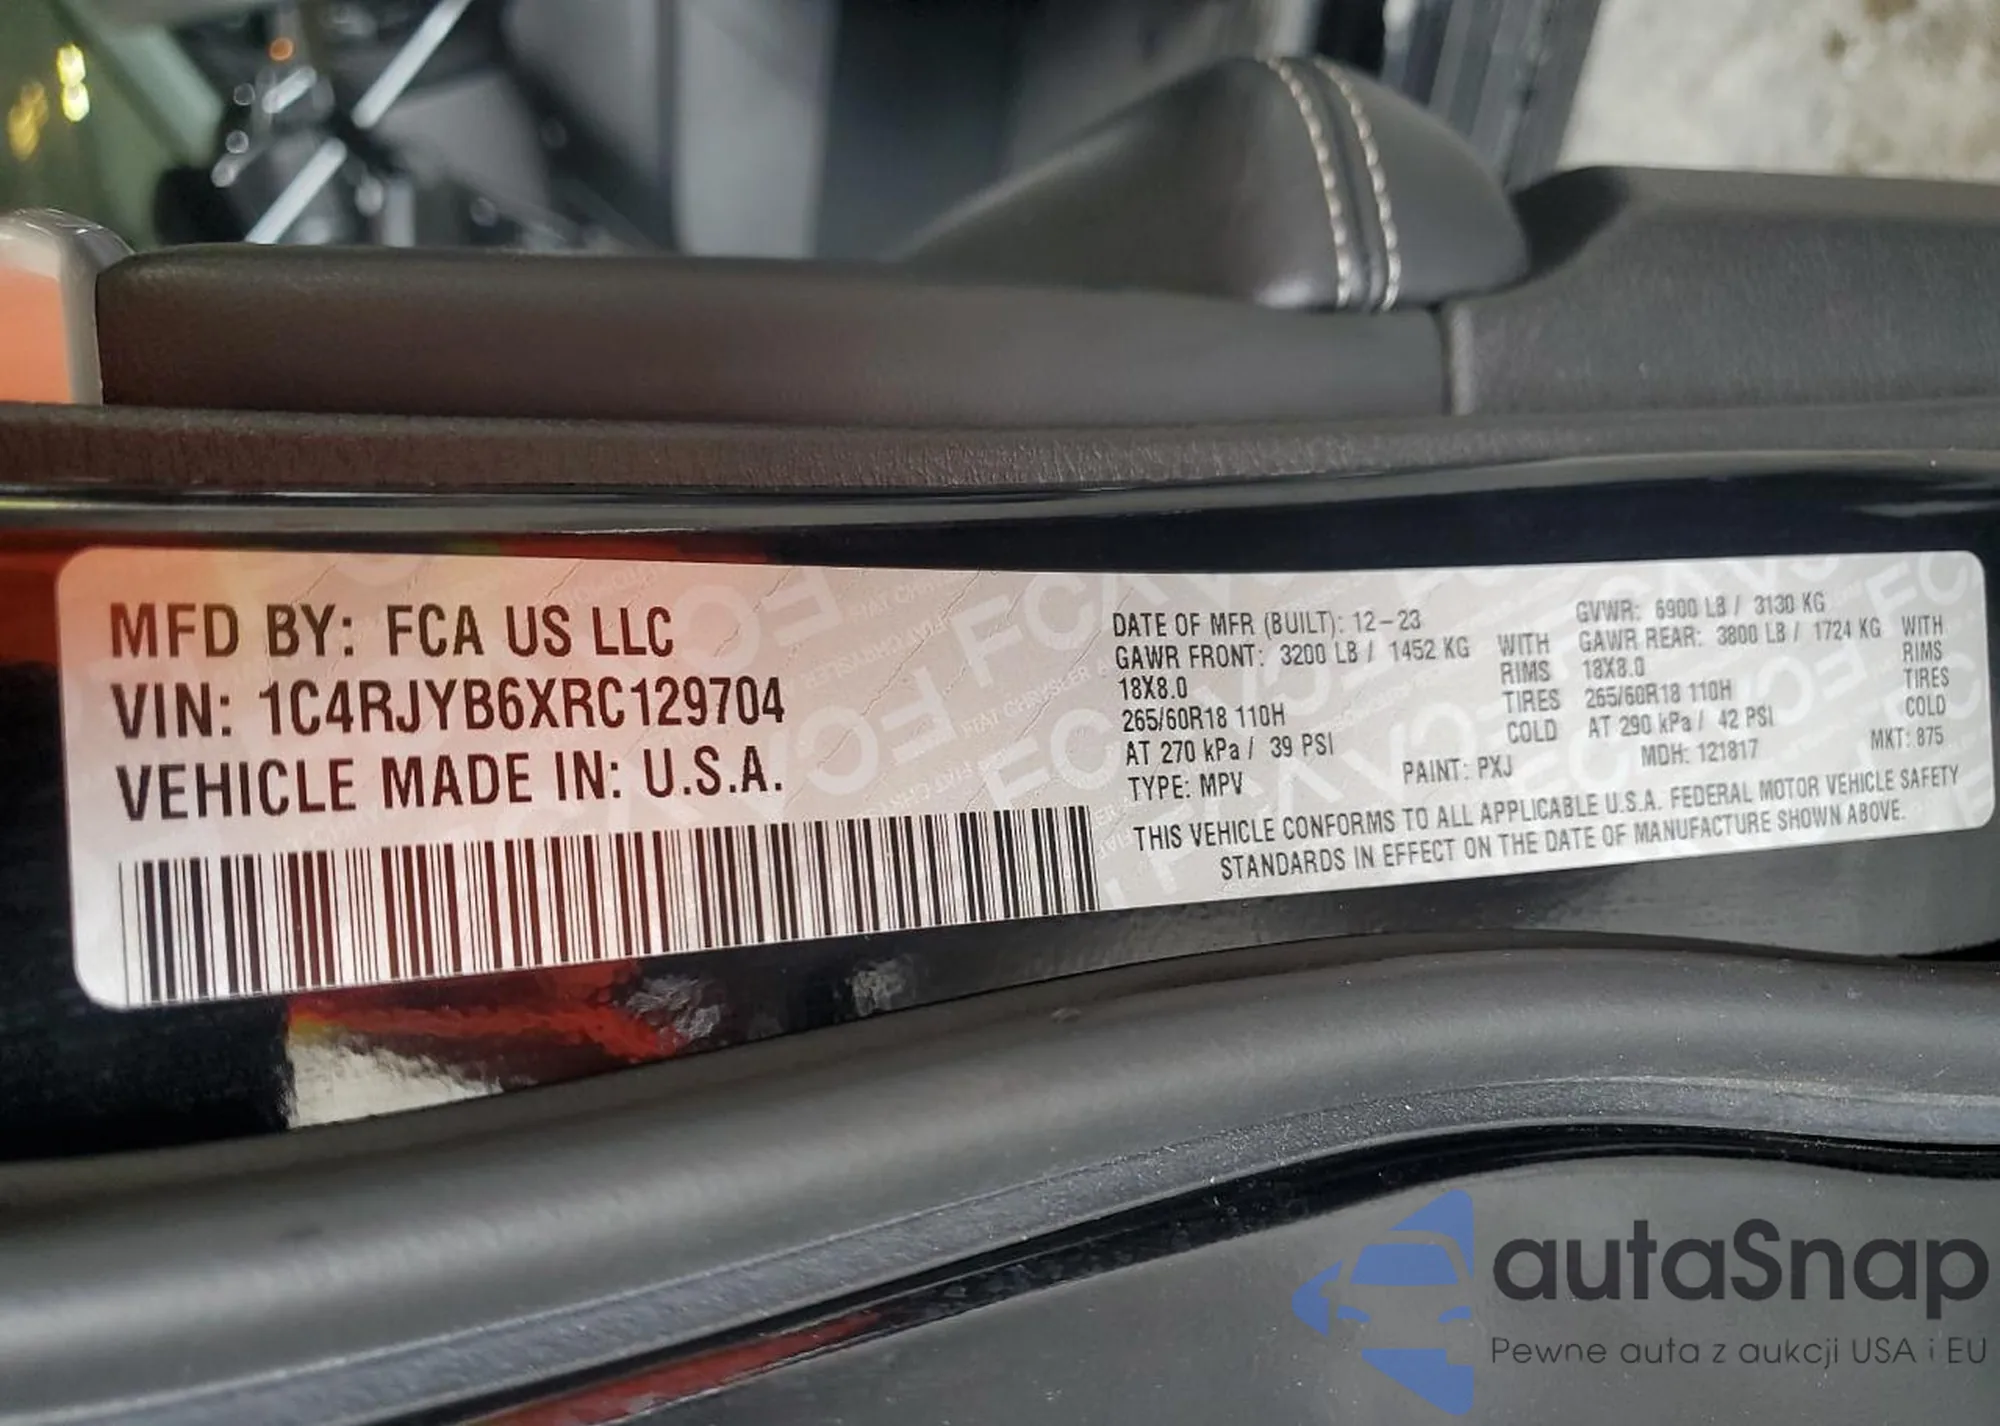 MFD BY: FCA US LLC
VIN: 1C4RJYB6XRC129704
VEHICLE MADE IN: U.S.A.
DATE OF MFR (BUILT): 12-23 GVWR: 6900 LB / 3130 KG
GAWR FRONT: 3200 LB / 1452 KG WITH GAWR REAR: 3800 LB / 1724 KG WITH
18X8.0 RIMS 18X8.0 RIMS
265/60R18 110H TIRES 265/60R18 110H TIRES
AT 270 kPa / 39 PSI COLD AT 290 kPa / 42 PSI COLD
TYPE: MPV PAINT: PXJ MDH: 121817 MKT: 875
THIS VEHICLE CONFORMS TO ALL APPLICABLE U.S.A. FEDERAL MOTOR VEHICLE SAFETY
STANDARDS IN EFFECT ON THE DATE OF MANUFACTURE SHOWN ABOVE.
autaSnap
Pewne auta z aukcji USA i EU